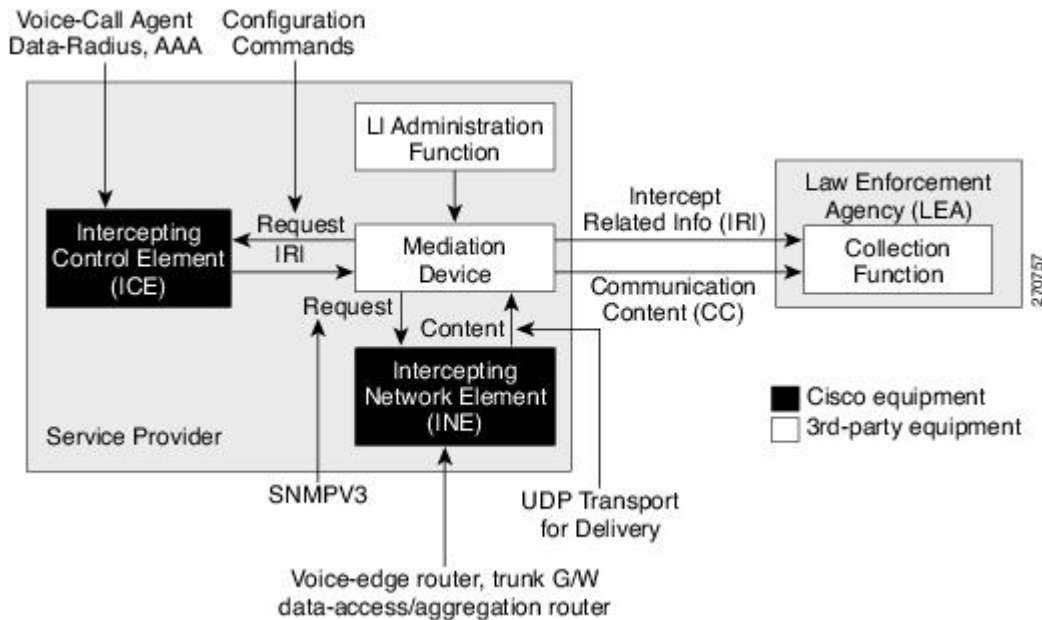 Voice-Call Agent
Data-Radius, AAA
Configuration
Commands
LI Administration
Function
Intercepting
Control Element
(ICE)
Request
IRI
Mediation
Device
Intercept
Related Info (IRI)
Communication
Content (CC)
Law Enforcement
Agency (LEA)
Collection
Function
270757
Request
Content
Intercepting
Network Element
(INE)
Service Provider
Cisco equipment
3rd-party equipment
SNMPV3
UDP Transport
for Delivery
Voice-edge router, trunk G/W
data-access/aggregation router